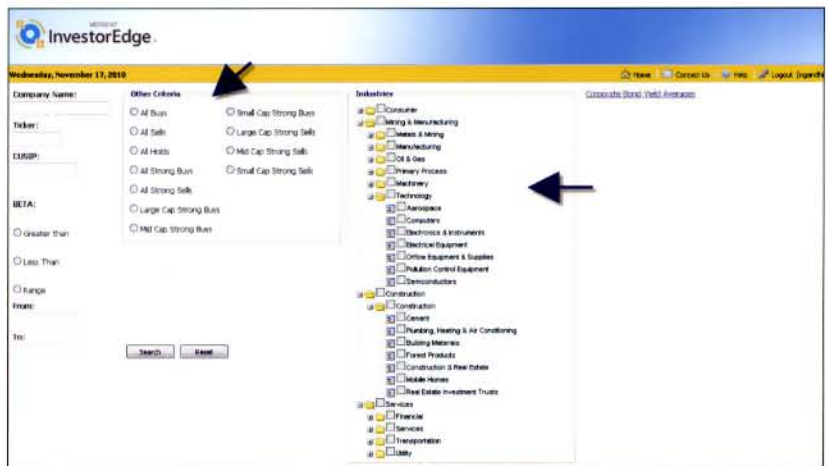 MERGENT
InvestorEdge
Wednesday, November 17, 2010
Home
Contact Us
Help
Logout
Company Name:
Ticker:
CUSIP:
BETA:
Greater than
Less Than
Range
From:
To:
Other Criteria
All Buys
All Sells
All Holds
All Strong Buys
All Strong Sells
Large Cap Strong Buys
Mid Cap Strong Buys
Small Cap Strong Buys
Large Cap Strong Sells
Mid Cap Strong Sells
Small Cap Strong Sells
Search
Reset
Industries
Consumer
Mining & Manufacturing
Metals & Mining
Manufacturing
Oil & Gas
Primary Process
Machinery
Technology
Aerospace
Computers
Electronics & Instruments
Electrical Equipment
Office Equipment & Supplies
Pollution Control Equipment
Semiconductors
Construction
Construction
Cement
Plumbing, Heating & Air Conditioning
Building Materials
Forest Products
Construction & Real Estate
Mobile Homes
Real Estate Investment Trusts
Services
Financial
Services
Transportation
Utility
Corporate Bond Yield Averages